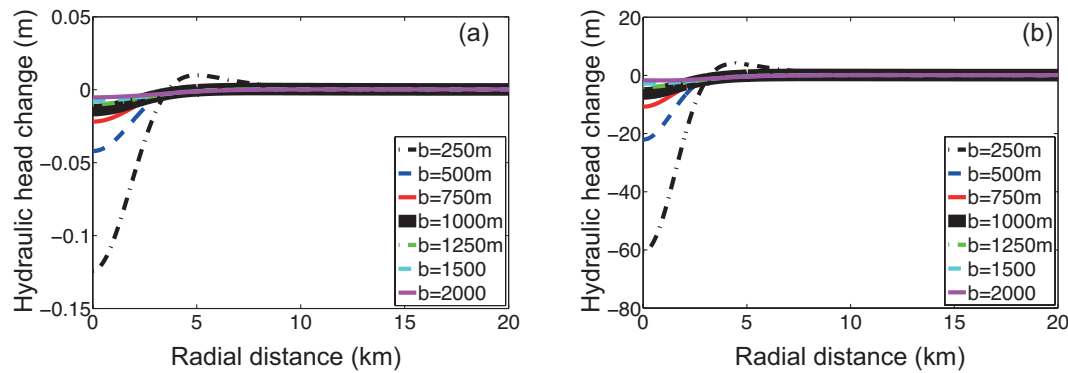 (a)
Hydraulic head change (m)
0.05
0
−0.05
−0.1
−0.15
0
5
10
15
20
Radial distance (km)
b=250m
b=500m
b=750m
b=1000m
b=1250m
b=1500
b=2000
(b)
Hydraulic head change (m)
20
0
−20
−40
−60
−80
0
5
10
15
20
Radial distance (km)
b=250m
b=500m
b=750m
b=1000m
b=1250m
b=1500
b=2000